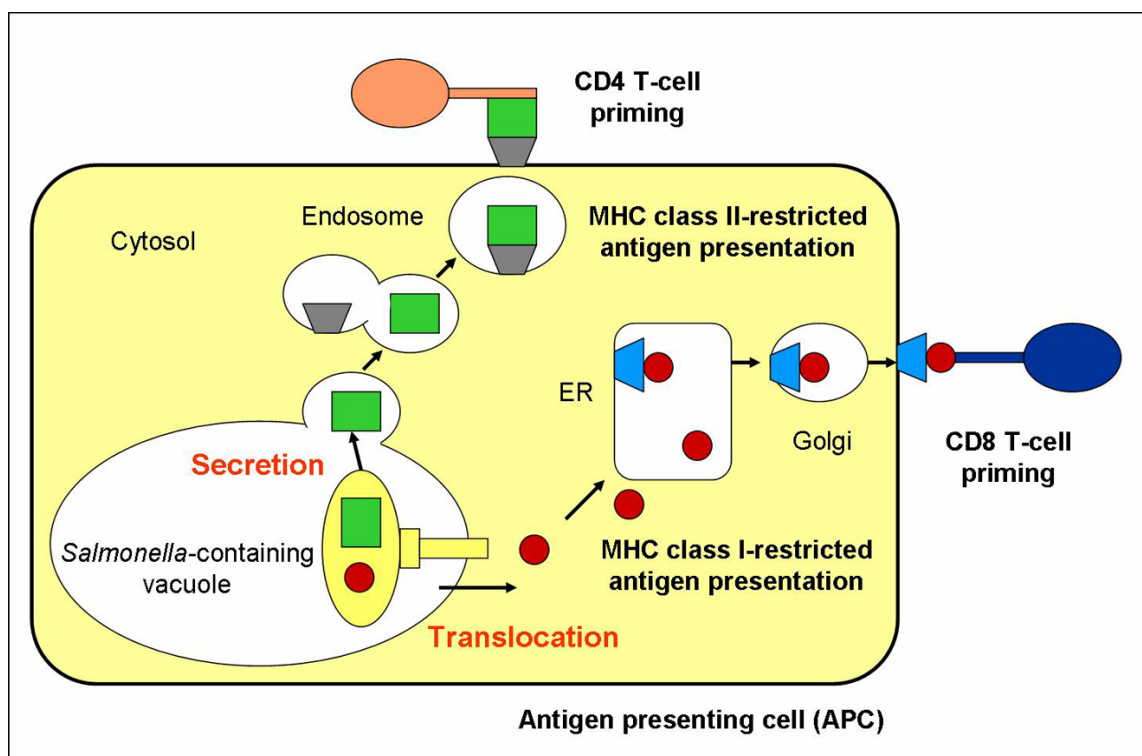 CD4 T-cell
priming
Endosome
MHC class II-restricted
antigen presentation
Cytosol
ER
Golgi
CD8 T-cell
priming
Secretion
Salmonella-containing
vacuole
MHC class I-restricted
antigen presentation
Translocation
Antigen presenting cell (APC)